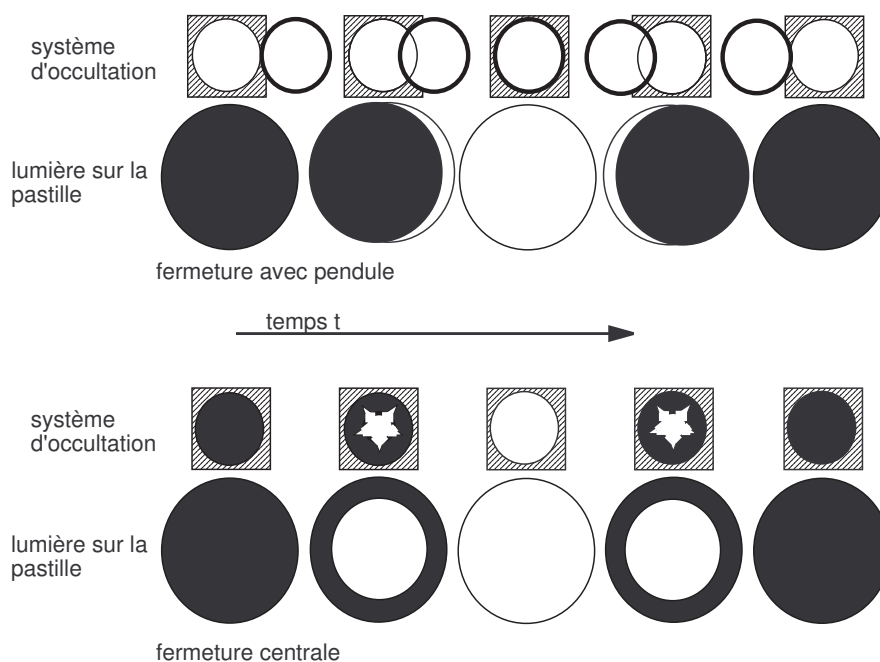 système
d'occultation
lumière sur la
pastille
fermeture avec pendule
temps t
système
d'occultation
lumière sur la
pastille
fermeture centrale